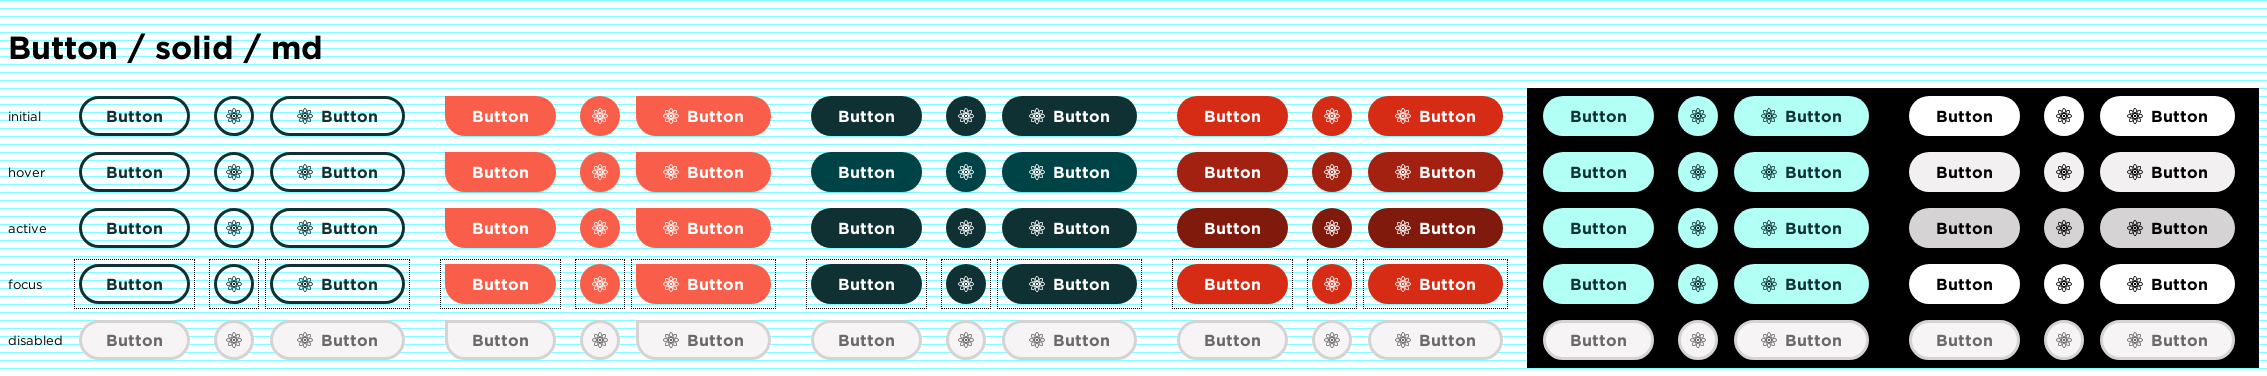 Button / solid / md
initial Button Button Button Button Button Button Button Button Button Button Button Button
hover Button Button Button Button Button Button Button Button Button Button Button Button
active Button Button Button Button Button Button Button Button Button Button Button Button
focus Button Button Button Button Button Button Button Button Button Button Button Button
disabled Button Button Button Button Button Button Button Button Button Button Button Button